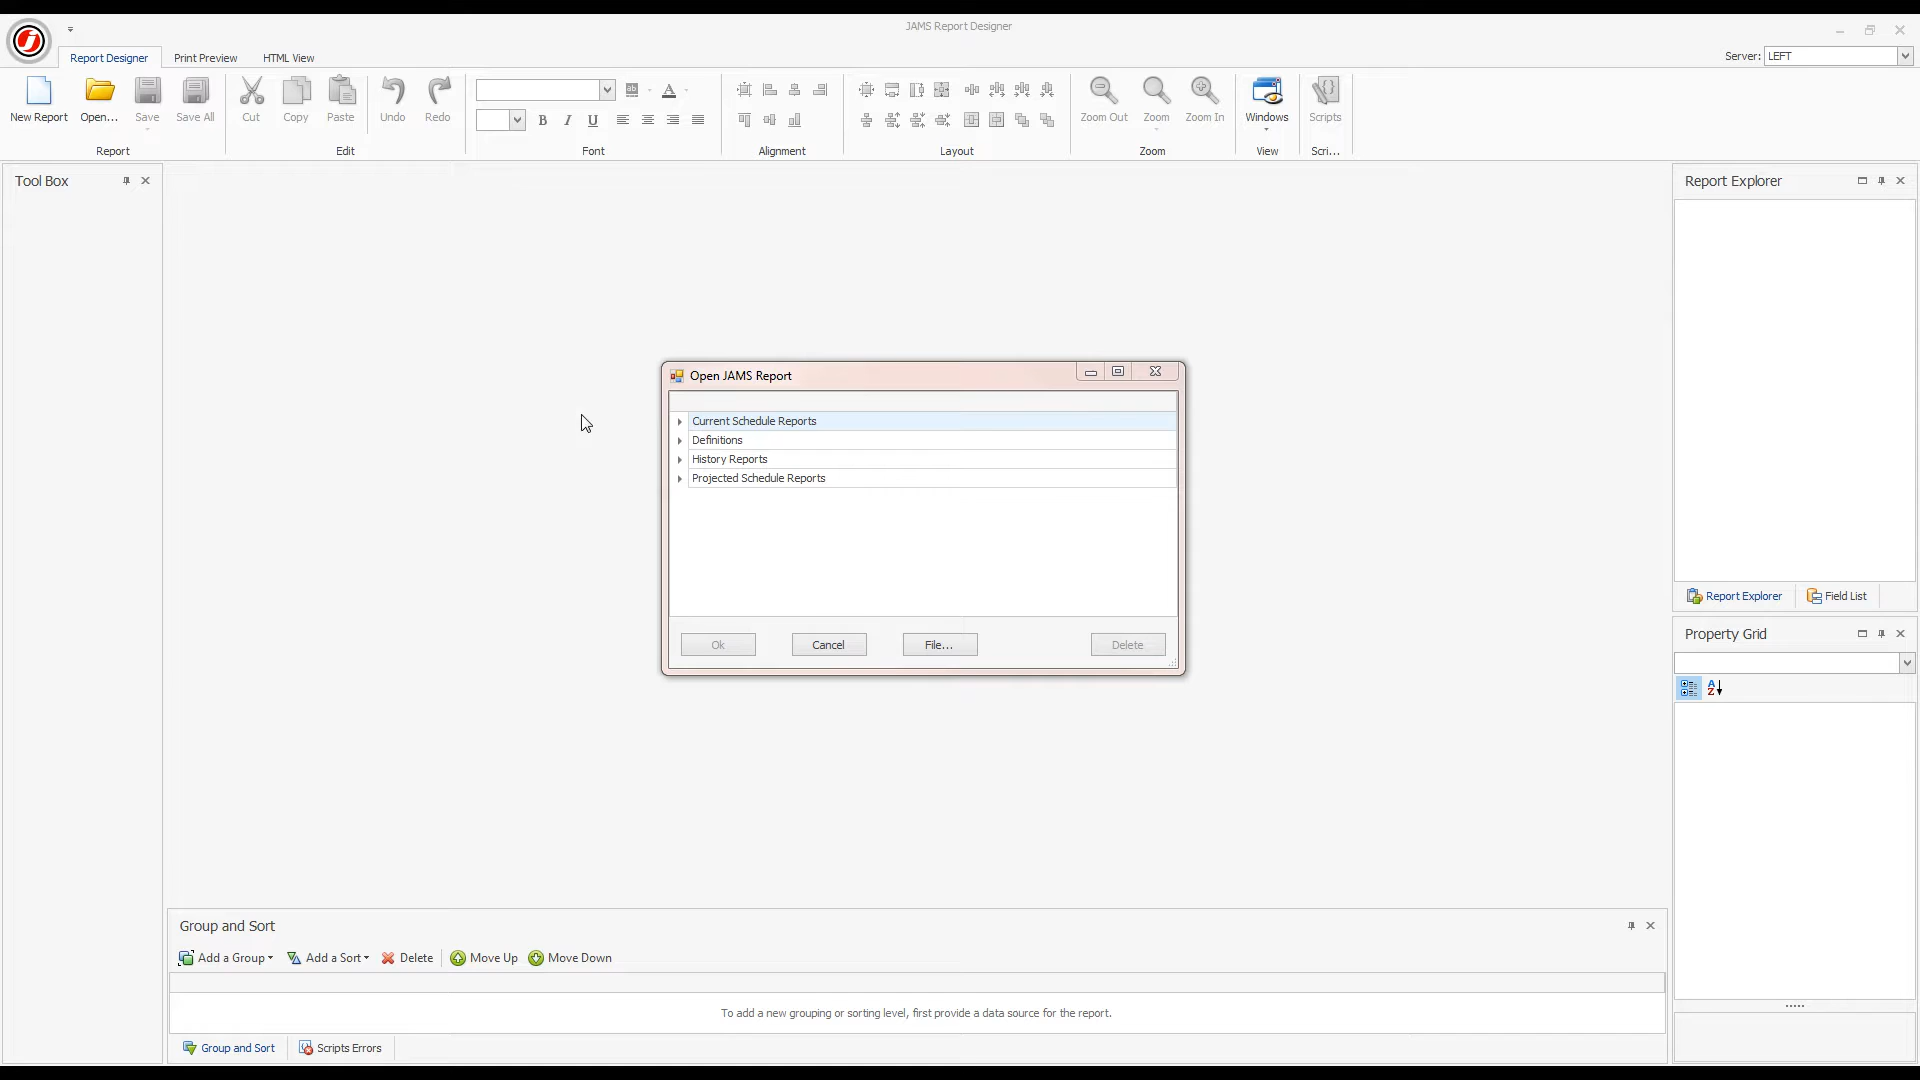 JAMS Report Designer
Report Designer
Print Preview
HTML View
Server: LEFT
New Report
Open...
Save
Save All
Cut
Copy
Paste
Undo
Redo
ab
A
B
I
U
Zoom Out
Zoom
Zoom In
Windows
Scripts
Report
Edit
Font
Alignment
Layout
Zoom
View
Scri...
Tool Box
Open JAMS Report
Current Schedule Reports
Definitions
History Reports
Projected Schedule Reports
Ok
Cancel
File...
Delete
Report Explorer
Report Explorer
Field List
Property Grid
Group and Sort
Add a Group
Add a Sort
Delete
Move Up
Move Down
To add a new grouping or sorting level, first provide a data source for the report.
Group and Sort
Scripts Errors